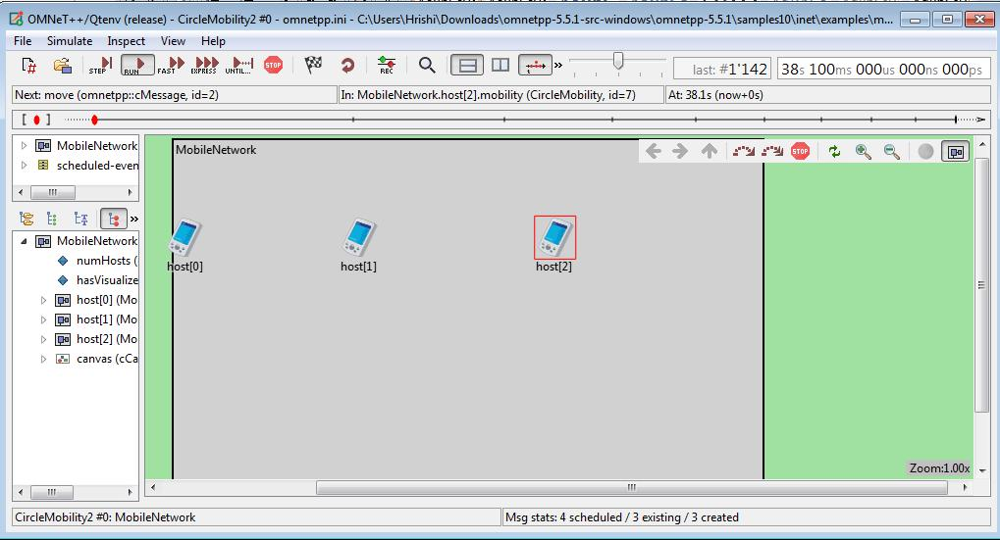 OMNeT++/Qtenv (release) - CircleMobility2 #0 - omnetpp.ini - C:\Users\Hrishi\Downloads\omnetpp-5.5.1-src-windows\omnetpp-5.5.1\samples10\inet\examples\m...
File Simulate Inspect View Help
STEP RUN FAST EXPRESS UNTIL... STOP REC last: #1'142 38s 100ms 000us 000ns 000ps
Next: move (omnetpp::cMessage, id=2) In: MobileNetwork.host[2].mobility (CircleMobility, id=7) At: 38.1s (now+0s)
MobileNetwork
scheduled-even
MobileNetwork
numHosts (
hasVisualize
host[0] (Mo
host[1] (Mo
host[2] (Mo
canvas (cCa
MobileNetwork
STOP
host[0] host[1] host[2]
Zoom:1.00x
CircleMobility2 #0: MobileNetwork Msg stats: 4 scheduled / 3 existing / 3 created